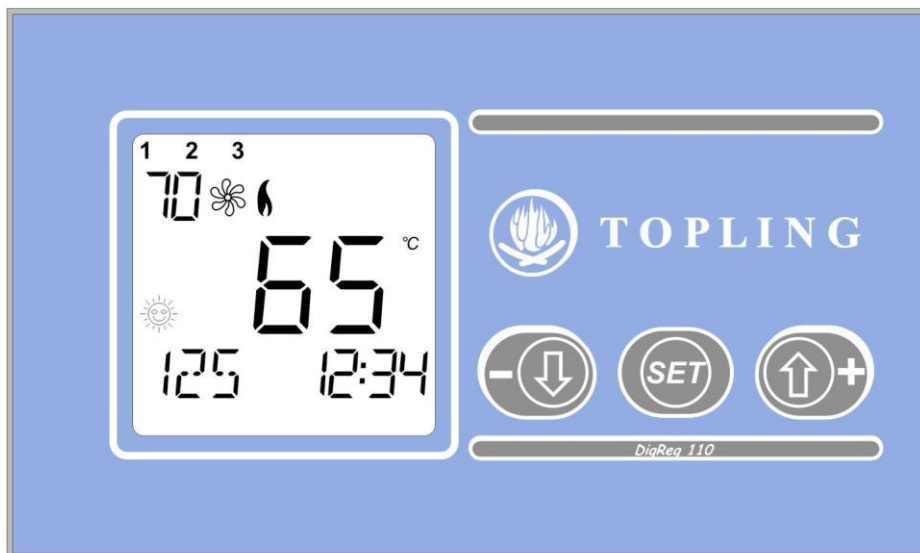 1 2 3
70
65 °C
125 12:34
TOPLING
- SET +
DigReg 110